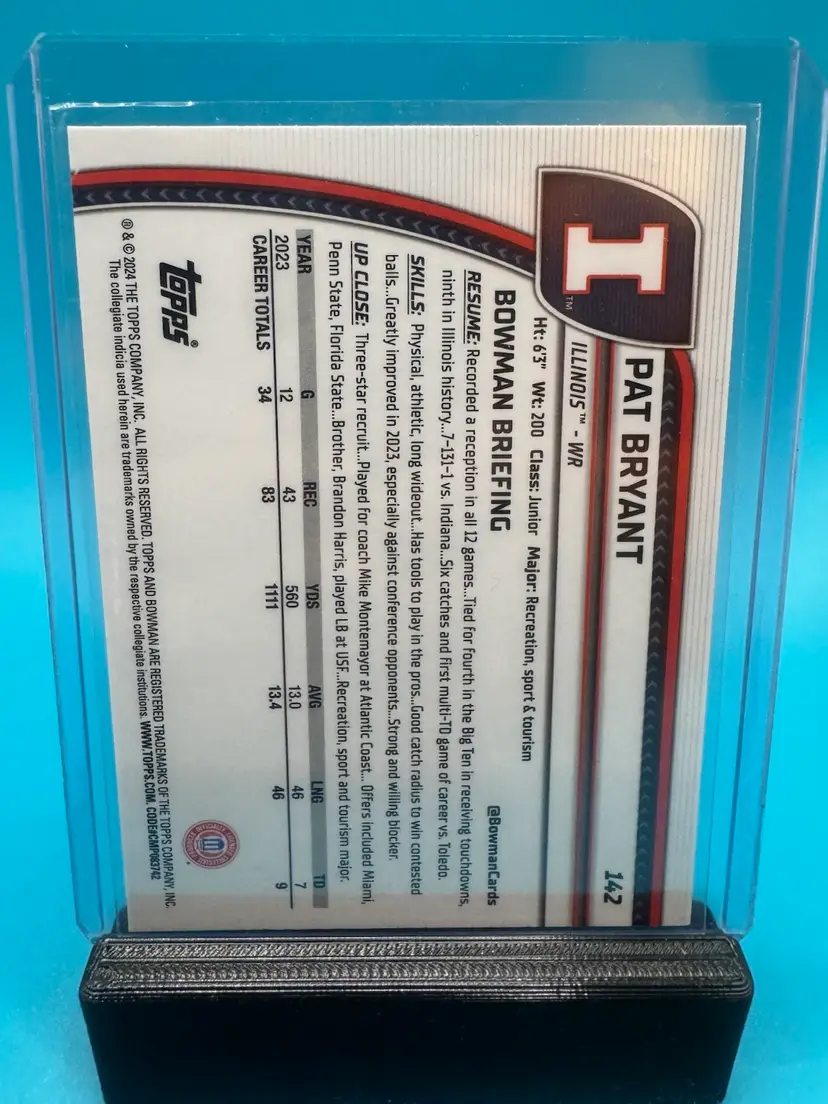 I™
PAT BRYANT
142
ILLINOIS™ - WR
Ht: 6'3" Wt: 200 Class: Junior Major: Recreation, sport & tourism
BOWMAN BRIEFING
@BowmanCards
RESUME: Recorded a reception in all 12 games...Tied for fourth in the Big Ten in receiving touchdowns,
ninth in Illinois history...7-131-1 vs. Indiana...Six catches and first multi-TD game of career vs. Toledo.
SKILLS: Physical, athletic, long wideout...Has tools to play in the pros...Good catch radius to win contested
balls...Greatly improved in 2023, especially against conference opponents...Strong and willing blocker.
UP CLOSE: Three-star recruit...Played for coach Mike Montemayor at Atlantic Coast... Offers included Miami,
Penn State, Florida State...Brother, Brandon Harris, played LB at USF...Recreation, sport and tourism major.
YEAR G REC YDS AVG LNG TD
2023 12 43 560 13.0 46 7
CAREER TOTALS 34 83 1111 13.4 46 9
topps®
® & © 2024 THE TOPPS COMPANY, INC. ALL RIGHTS RESERVED. TOPPS AND BOWMAN ARE REGISTERED TRADEMARKS OF THE TOPPS COMPANY, INC.
The collegiate indicia used herein are trademarks owned by the respective collegiate institutions. WWW.TOPPS.COM. CODE#CMP083742